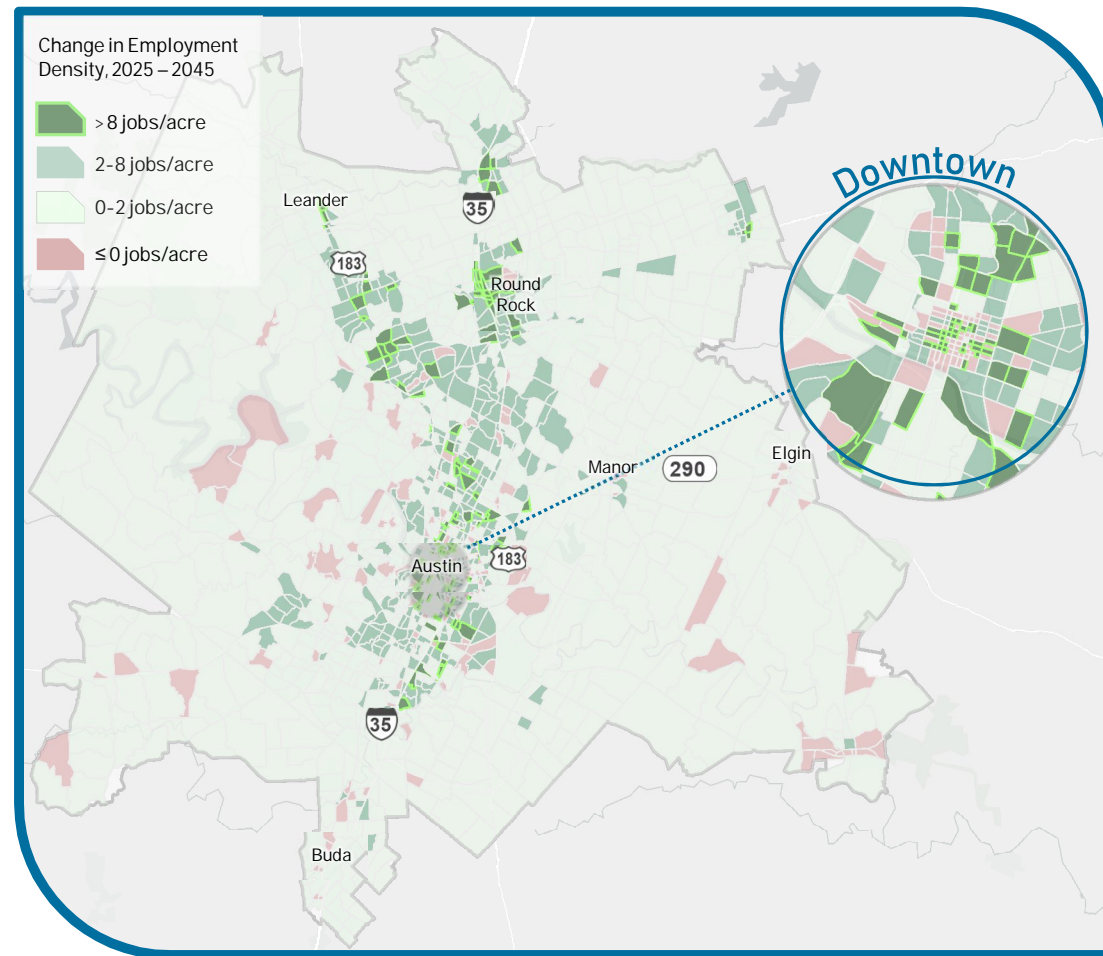 Change in Employment
Density, 2025 – 2045
> 8 jobs/acre
2-8 jobs/acre
0-2 jobs/acre
≤ 0 jobs/acre
Downtown
Leander
35
183
Round
Rock
Elgin
Manor
290
183
Austin
35
Buda